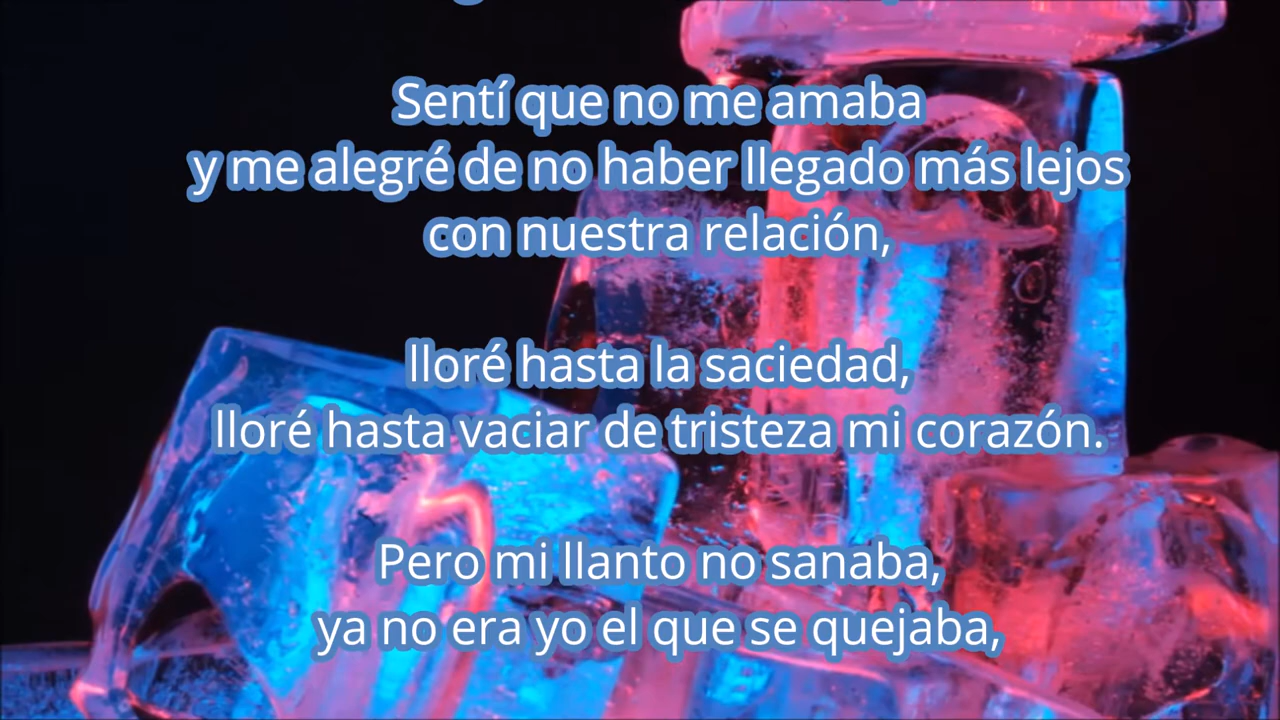 Sentí que no me amaba
y me alegré de no haber llegado más lejos
con nuestra relación,
lloré hasta la saciedad,
lloré hasta vaciar de tristeza mi corazón.
Pero mi llanto no sanaba,
ya no era yo el que se quejaba,